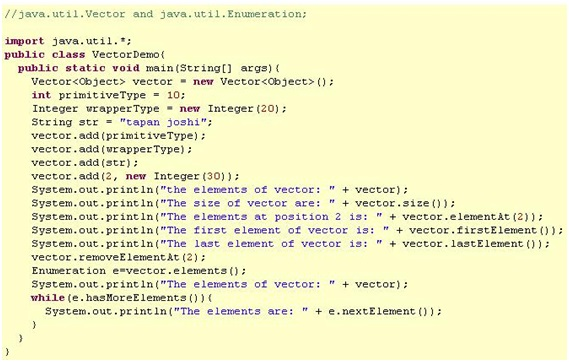 //java.util.Vector and java.util.Enumeration;
import java.util.*;
public class VectorDemo{
public static void main(String[] args){
Vector<Object> vector = new Vector<Object>();
int primitiveType = 10;
Integer wrapperType = new Integer(20);
String str = "tapan joshi";
vector.add(primitiveType);
vector.add(wrapperType);
vector.add(str);
vector.add(2, new Integer(30));
System.out.println("the elements of vector: " + vector);
System.out.println("The size of vector are: " + vector.size());
System.out.println("The elements at position 2 is: " + vector.elementAt(2));
System.out.println("The first element of vector is: " + vector.firstElement());
System.out.println("The last element of vector is: " + vector.lastElement());
vector.removeElementAt(2);
Enumeration e=vector.elements();
System.out.println("The elements of vector: " + vector);
while(e.hasMoreElements()){
System.out.println("The elements are: " + e.nextElement());
}
}
}